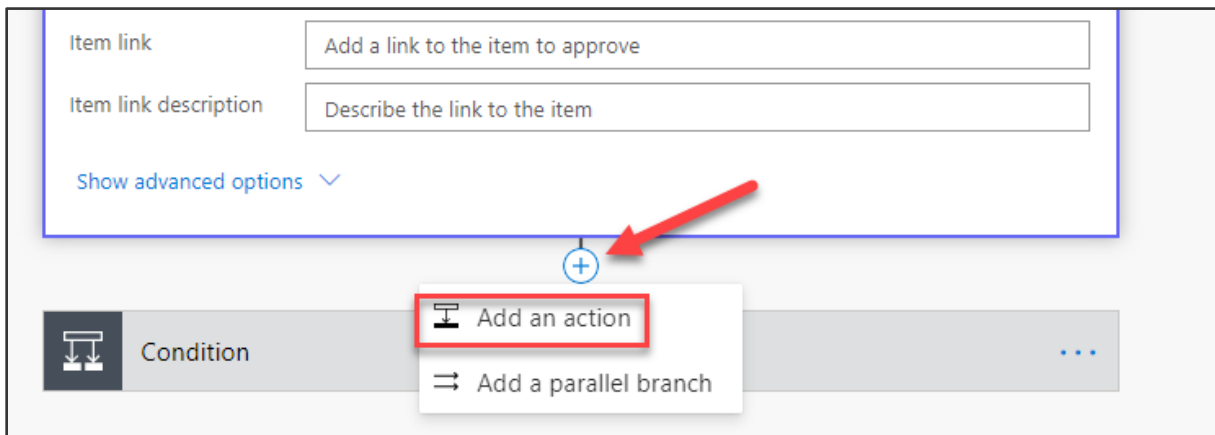 Item link
Add a link to the item to approve
Item link description
Describe the link to the item
Show advanced options
Add an action
Condition
Add a parallel branch